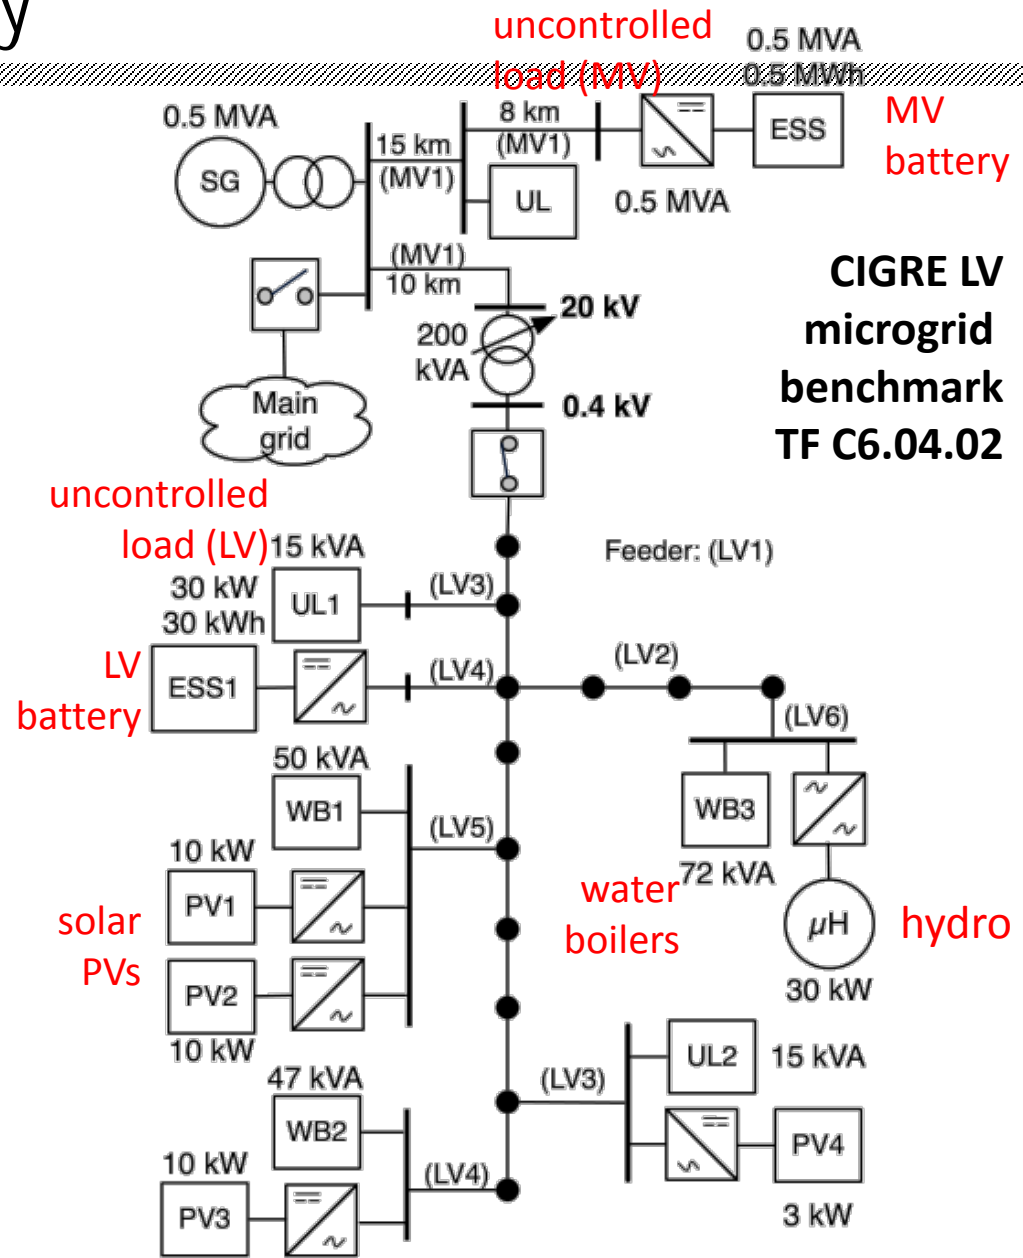 y
uncontrolled
load (MV)
0.5 MVA
0.5 MWh
MV
battery
0.5 MVA
SG
15 km
(MV1)
8 km
(MV1)
ESS
UL
0.5 MVA
(MV1)
10 km
20 kV
200
kVA
0.4 kV
Main
grid
CIGRE LV
microgrid
benchmark
TF C6.04.02
uncontrolled
load (LV)
15 kVA
Feeder: (LV1)
30 kW
30 kWh
UL1
(LV3)
LV
battery
ESS1
(LV4)
(LV2)
(LV6)
50 kVA
WB1
(LV5)
WB3
72 kVA
10 kW
PV1
solar
PVs
PV2
10 kW
water
boilers
µH
hydro
30 kW
47 kVA
WB2
(LV3)
UL2
15 kVA
10 kW
PV3
(LV4)
PV4
3 kW